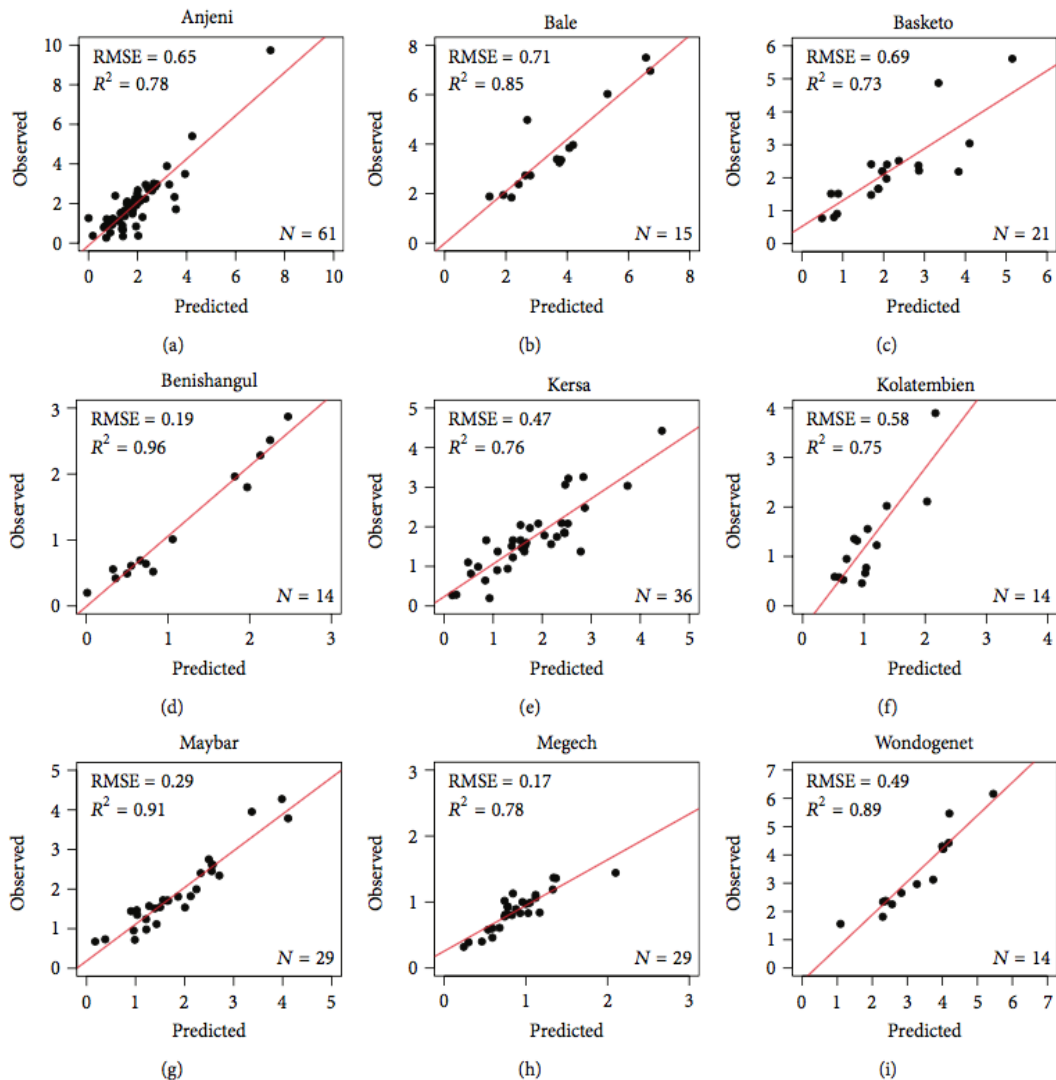 Anjeni
RMSE = 0.65
R² = 0.78
N = 61
Observed
0
2
4
6
8
10
0 2 4 6 8 10
Predicted
(a)
Bale
RMSE = 0.71
R² = 0.85
N = 15
Observed
0
2
4
6
8
0 2 4 6 8
Predicted
(b)
Basketo
RMSE = 0.69
R² = 0.73
N = 21
Observed
0
1
2
3
4
5
6
0 1 2 3 4 5 6
Predicted
(c)
Benishangul
RMSE = 0.19
R² = 0.96
N = 14
Observed
0
1
2
3
0 1 2 3
Predicted
(d)
Kersa
RMSE = 0.47
R² = 0.76
N = 36
Observed
0
1
2
3
4
5
0 1 2 3 4 5
Predicted
(e)
Kolatembien
RMSE = 0.58
R² = 0.75
N = 14
Observed
0
1
2
3
4
0 1 2 3 4
Predicted
(f)
Maybar
RMSE = 0.29
R² = 0.91
N = 29
Observed
0
1
2
3
4
5
0 1 2 3 4 5
Predicted
(g)
Megech
RMSE = 0.17
R² = 0.78
N = 29
Observed
0
1
2
3
0 1 2 3
Predicted
(h)
Wondogenet
RMSE = 0.49
R² = 0.89
N = 14
Observed
0
1
2
3
4
5
6
7
0 1 2 3 4 5 6 7
Predicted
(i)